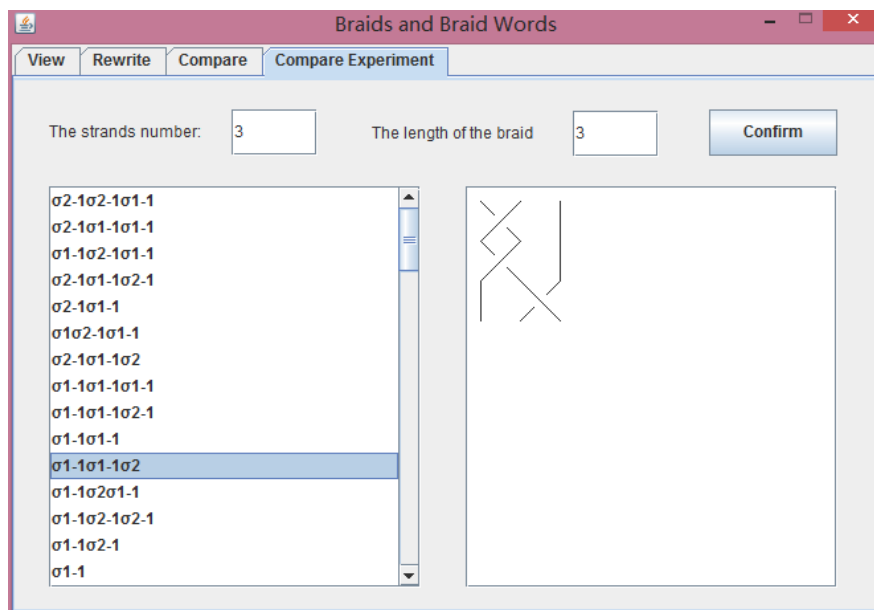 Braids and Braid Words
View Rewrite Compare Compare Experiment
The strands number: 3 The length of the braid 3 Confirm
σ2-1σ2-1σ1-1
σ2-1σ1-1σ1-1
σ1-1σ2-1σ1-1
σ2-1σ1-1σ2-1
σ2-1σ1-1
σ1σ2-1σ1-1
σ2-1σ1-1σ2
σ1-1σ1-1σ1-1
σ1-1σ1-1σ2-1
σ1-1σ1-1
σ1-1σ1-1σ2
σ1-1σ2σ1-1
σ1-1σ2-1σ2-1
σ1-1σ2-1
σ1-1